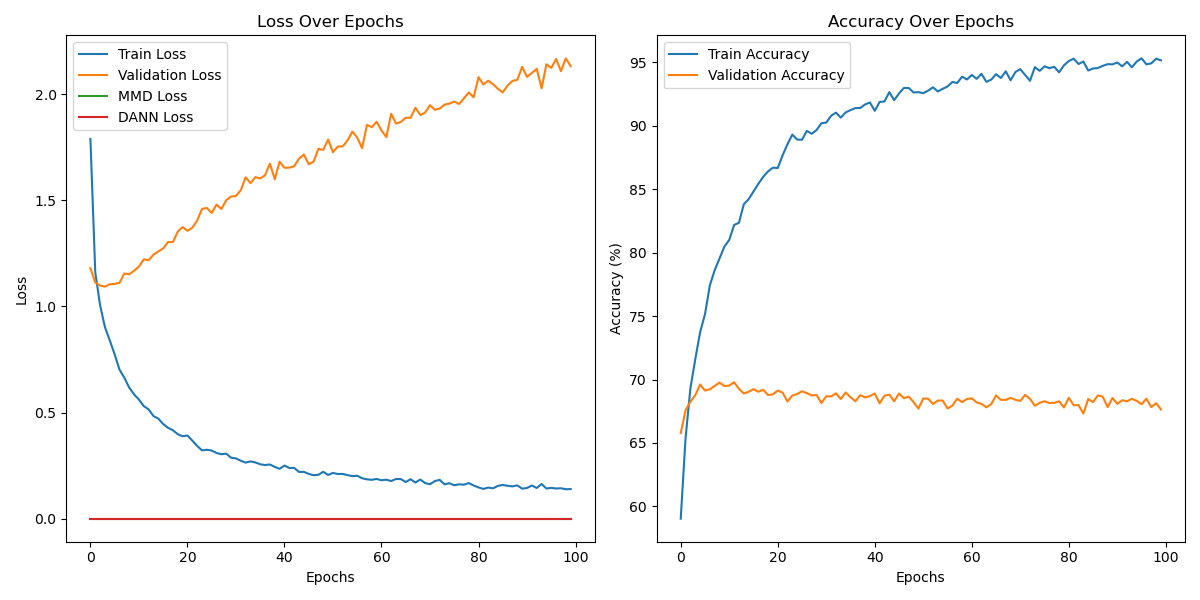 Loss Over Epochs
Train Loss
Validation Loss
MMD Loss
DANN Loss
2.0
1.5
1.0
0.5
0.0
Loss
0 20 40 60 80 100
Epochs
Accuracy Over Epochs
Train Accuracy
Validation Accuracy
95
90
85
80
75
70
65
60
Accuracy (%)
0 20 40 60 80 100
Epochs